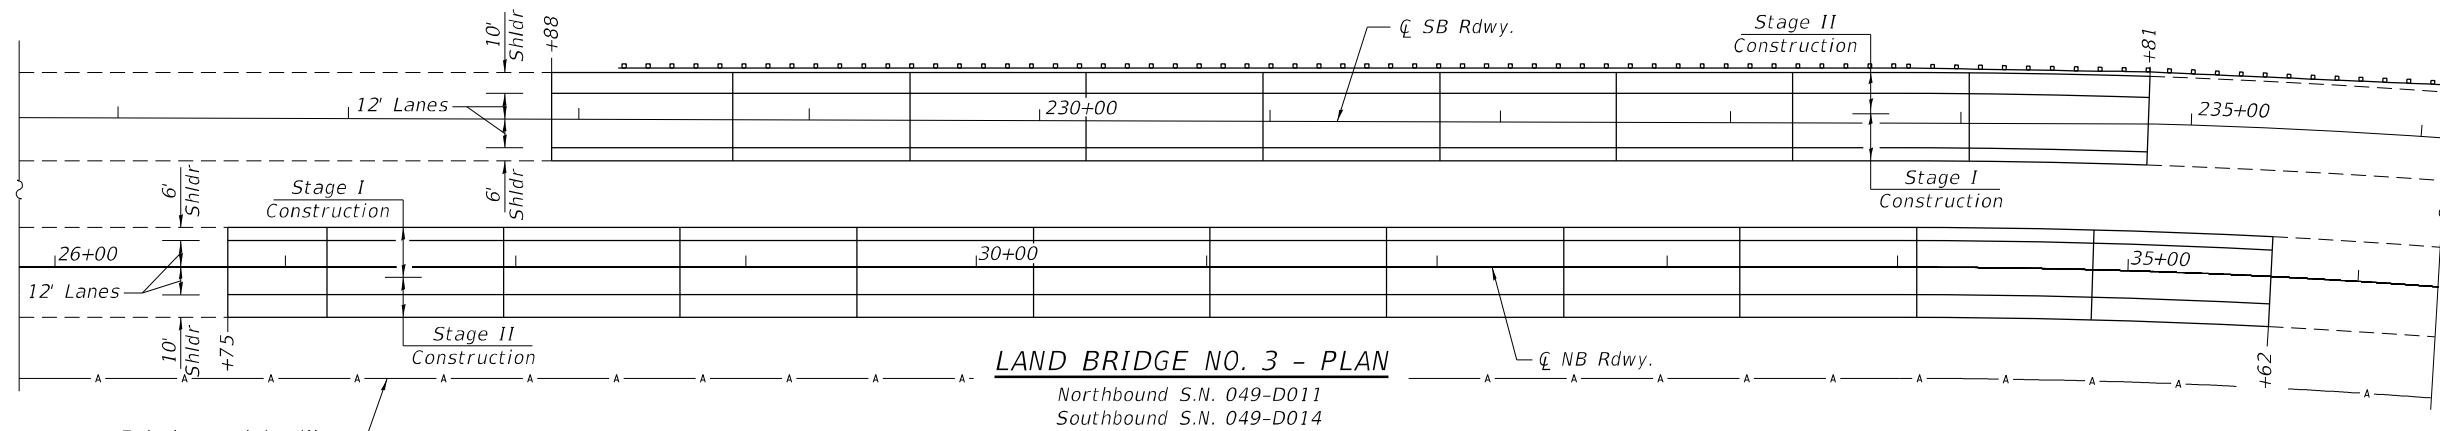 10'
Shldr
+88
℄ SB Rdwy.
Stage II
Construction
+81
12' Lanes
230+00
235+00
6'
Shldr
Stage I
Construction
6'
Shldr
Stage I
Construction
26+00
30+00
35+00
12' Lanes
10'
Shldr
+75
Stage II
Construction
LAND BRIDGE NO. 3 - PLAN
℄ NB Rdwy.
+62
Northbound S.N. 049-D011
Southbound S.N. 049-D014
A A A A A A A A A A A A A A A A A A A A A A